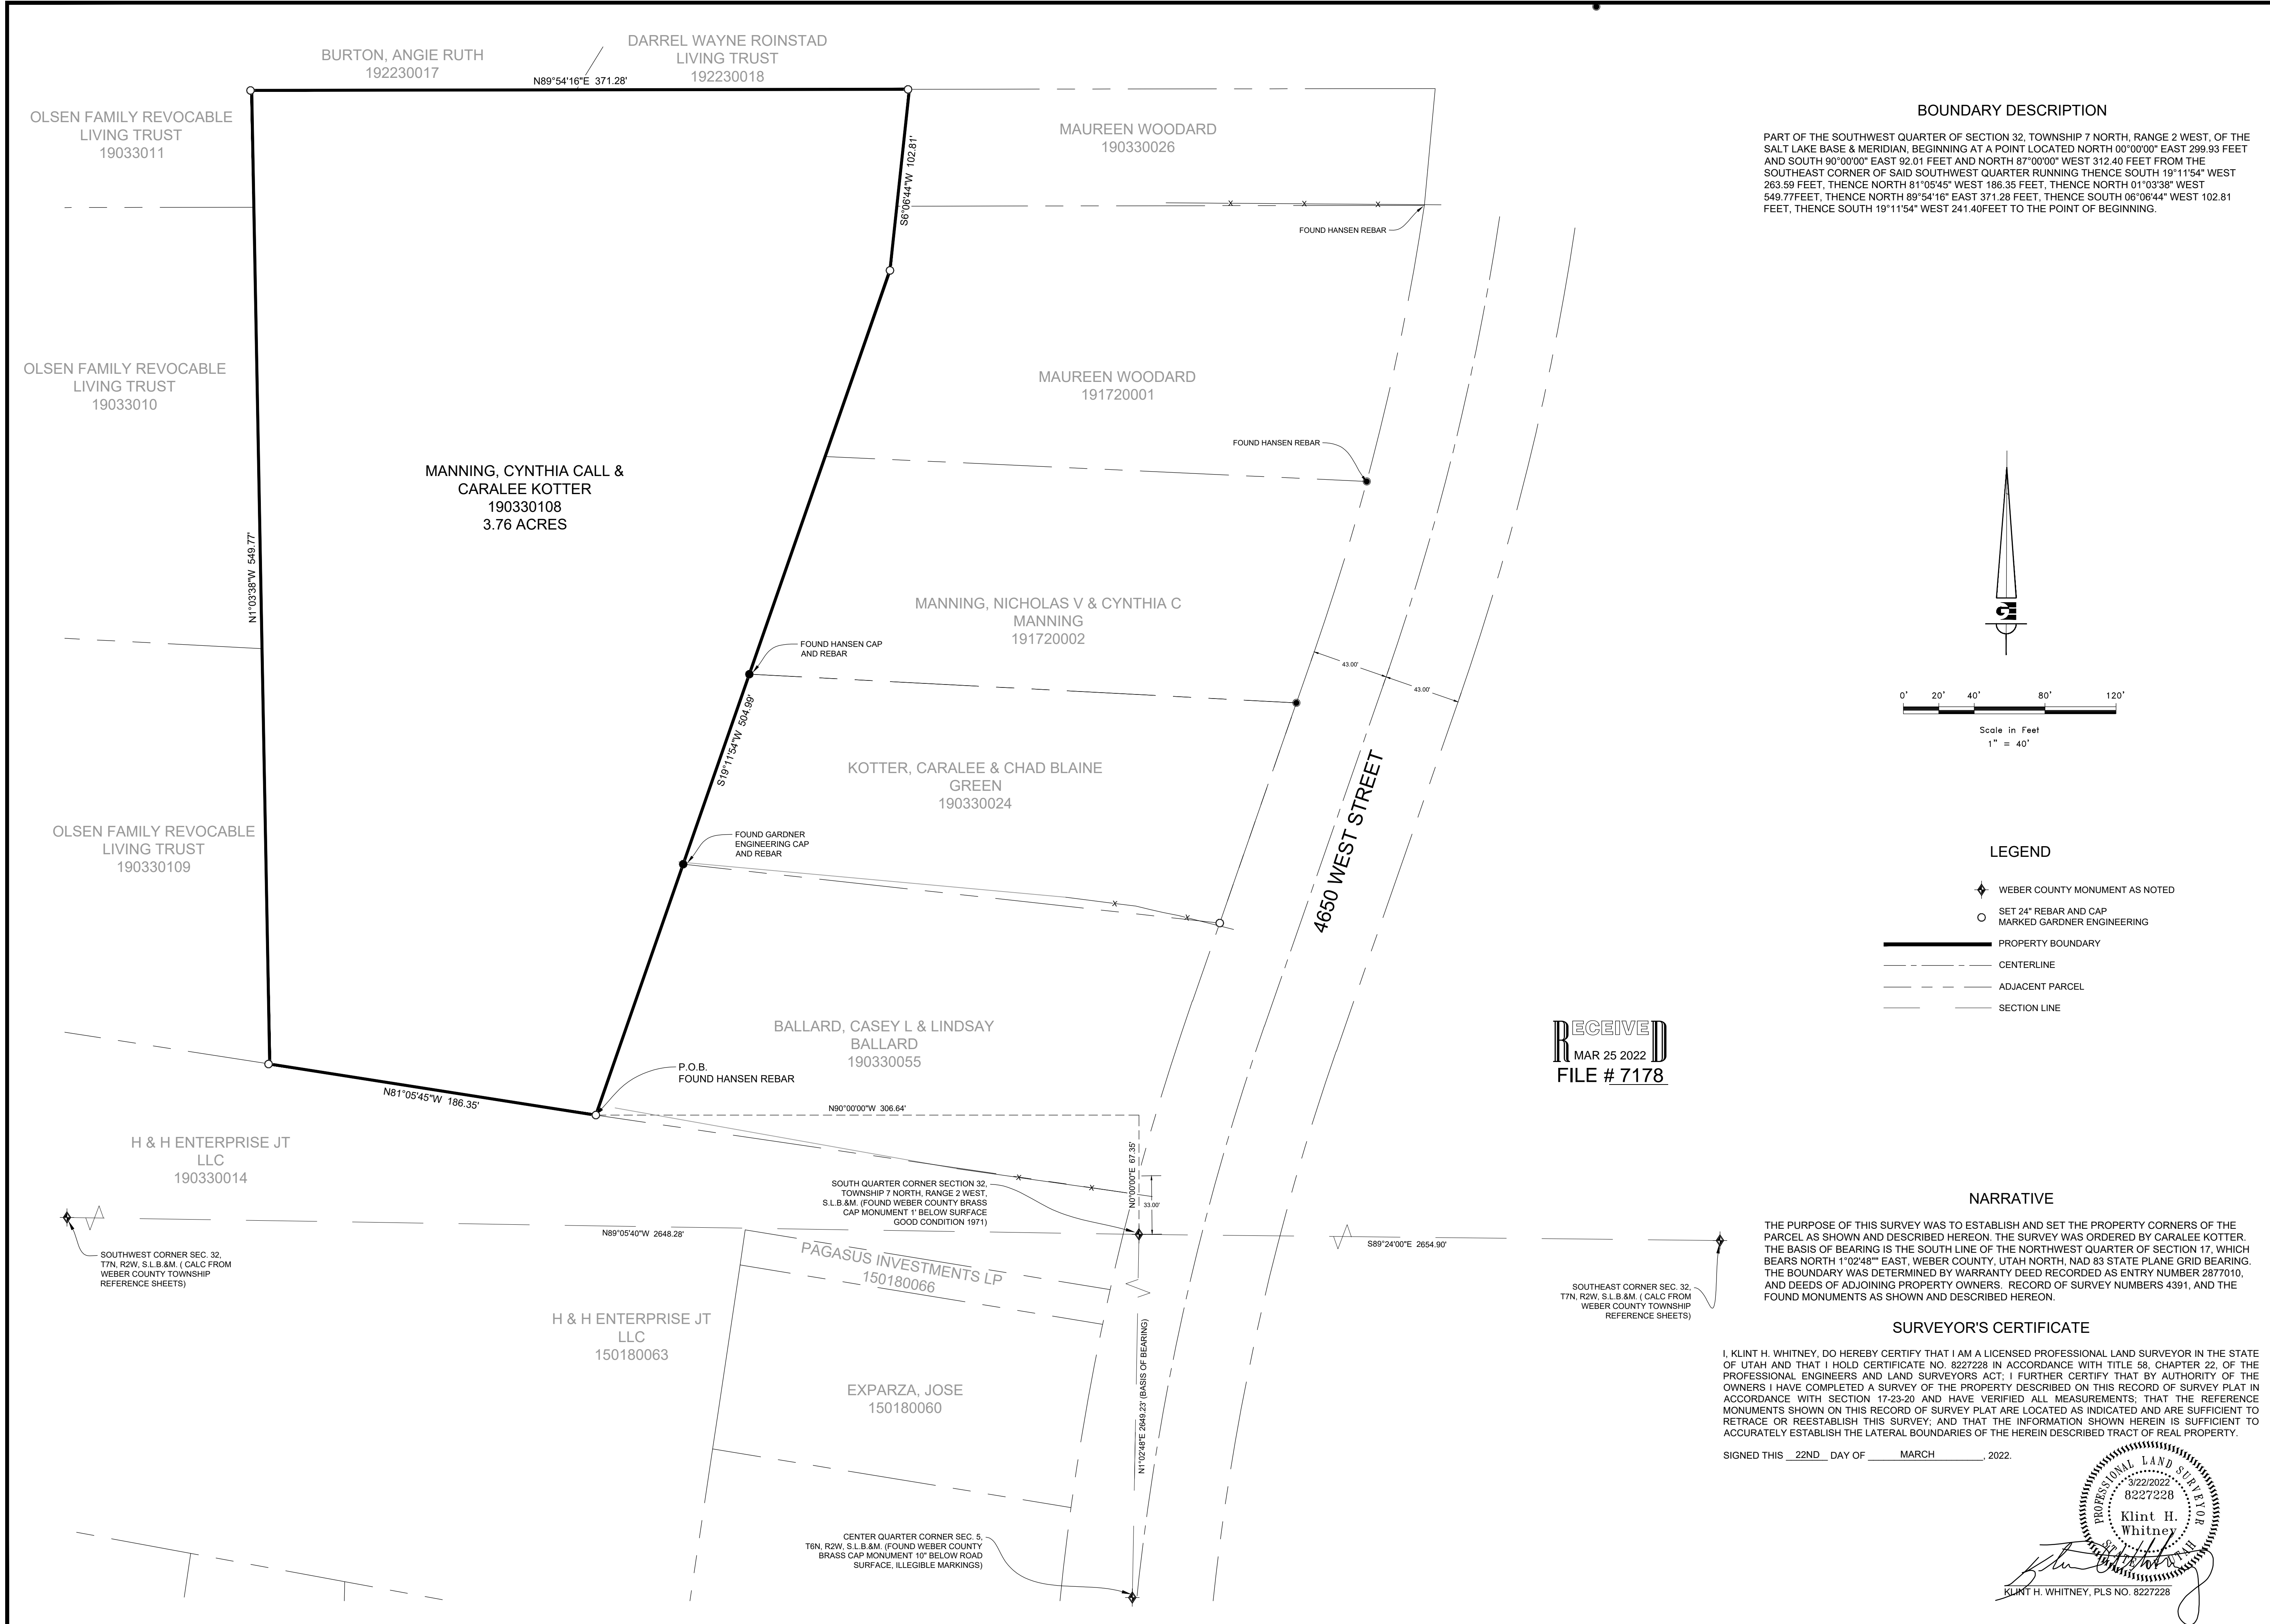 BURTON, ANGIE RUTH
192230017
DARREL WAYNE ROINSTAD
LIVING TRUST
192230018
N89°54'16"E 371.28'
OLSEN FAMILY REVOCABLE
LIVING TRUST
19033011
MAUREEN WOODARD
190330026
S6°06'44"W 102.81'
FOUND HANSEN REBAR
OLSEN FAMILY REVOCABLE
LIVING TRUST
19033010
MAUREEN WOODARD
191720001
FOUND HANSEN REBAR
MANNING, CYNTHIA CALL &
CARALEE KOTTER
190330108
3.76 ACRES
N1°03'38"W 549.77'
MANNING, NICHOLAS V & CYNTHIA C
MANNING
191720002
FOUND HANSEN CAP
AND REBAR
43.00'
43.00'
S19°11'54"W 504.99'
KOTTER, CARALEE & CHAD BLAINE
GREEN
190330024
4650 WEST STREET
OLSEN FAMILY REVOCABLE
LIVING TRUST
190330109
FOUND GARDNER
ENGINEERING CAP
AND REBAR
BALLARD, CASEY L & LINDSAY
BALLARD
190330055
P.O.B.
FOUND HANSEN REBAR
N81°05'45"W 186.35'
N90°00'00"W 306.64'
N0°00'00"E 67.35'
33.00'
H & H ENTERPRISE JT
LLC
190330014
SOUTH QUARTER CORNER SECTION 32,
TOWNSHIP 7 NORTH, RANGE 2 WEST,
S.L.B.&M. (FOUND WEBER COUNTY BRASS
CAP MONUMENT 1' BELOW SURFACE
GOOD CONDITION 1971)
N89°05'40"W 2648.28'
S89°24'00"E 2654.90'
SOUTHWEST CORNER SEC. 32,
T7N, R2W, S.L.B.&M. ( CALC FROM
WEBER COUNTY TOWNSHIP
REFERENCE SHEETS)
PAGASUS INVESTMENTS LP
150180066
SOUTHEAST CORNER SEC. 32,
T7N, R2W, S.L.B.&M. ( CALC FROM
WEBER COUNTY TOWNSHIP
REFERENCE SHEETS)
H & H ENTERPRISE JT
LLC
150180063
EXPARZA, JOSE
150180060
N1°02'48"E 2649.23' (BASIS OF BEARING)
CENTER QUARTER CORNER SEC. 5,
T6N, R2W, S.L.B.&M. (FOUND WEBER COUNTY
BRASS CAP MONUMENT 10" BELOW ROAD
SURFACE, ILLEGIBLE MARKINGS)
RECEIVED
MAR 25 2022
FILE # 7178
BOUNDARY DESCRIPTION
PART OF THE SOUTHWEST QUARTER OF SECTION 32, TOWNSHIP 7 NORTH, RANGE 2 WEST, OF THE
SALT LAKE BASE & MERIDIAN, BEGINNING AT A POINT LOCATED NORTH 00°00'00" EAST 299.93 FEET
AND SOUTH 90°00'00" EAST 92.01 FEET AND NORTH 87°00'00" WEST 312.40 FEET FROM THE
SOUTHEAST CORNER OF SAID SOUTHWEST QUARTER RUNNING THENCE SOUTH 19°11'54" WEST
263.59 FEET, THENCE NORTH 81°05'45" WEST 186.35 FEET, THENCE NORTH 01°03'38" WEST
549.77FEET, THENCE NORTH 89°54'16" EAST 371.28 FEET, THENCE SOUTH 06°06'44" WEST 102.81
FEET, THENCE SOUTH 19°11'54" WEST 241.40FEET TO THE POINT OF BEGINNING.
0' 20' 40' 80' 120'
Scale in Feet
1" = 40'
LEGEND
WEBER COUNTY MONUMENT AS NOTED
SET 24" REBAR AND CAP
MARKED GARDNER ENGINEERING
PROPERTY BOUNDARY
CENTERLINE
ADJACENT PARCEL
SECTION LINE
NARRATIVE
THE PURPOSE OF THIS SURVEY WAS TO ESTABLISH AND SET THE PROPERTY CORNERS OF THE
PARCEL AS SHOWN AND DESCRIBED HEREON. THE SURVEY WAS ORDERED BY CARALEE KOTTER.
THE BASIS OF BEARING IS THE SOUTH LINE OF THE NORTHWEST QUARTER OF SECTION 17, WHICH
BEARS NORTH 1°02'48"" EAST, WEBER COUNTY, UTAH NORTH, NAD 83 STATE PLANE GRID BEARING.
THE BOUNDARY WAS DETERMINED BY WARRANTY DEED RECORDED AS ENTRY NUMBER 2877010,
AND DEEDS OF ADJOINING PROPERTY OWNERS. RECORD OF SURVEY NUMBERS 4391, AND THE
FOUND MONUMENTS AS SHOWN AND DESCRIBED HEREON.
SURVEYOR'S CERTIFICATE
I, KLINT H. WHITNEY, DO HEREBY CERTIFY THAT I AM A LICENSED PROFESSIONAL LAND SURVEYOR IN THE STATE
OF UTAH AND THAT I HOLD CERTIFICATE NO. 8227228 IN ACCORDANCE WITH TITLE 58, CHAPTER 22, OF THE
PROFESSIONAL ENGINEERS AND LAND SURVEYORS ACT; I FURTHER CERTIFY THAT BY AUTHORITY OF THE
OWNERS I HAVE COMPLETED A SURVEY OF THE PROPERTY DESCRIBED ON THIS RECORD OF SURVEY PLAT IN
ACCORDANCE WITH SECTION 17-23-20 AND HAVE VERIFIED ALL MEASUREMENTS; THAT THE REFERENCE
MONUMENTS SHOWN ON THIS RECORD OF SURVEY PLAT ARE LOCATED AS INDICATED AND ARE SUFFICIENT TO
RETRACE OR REESTABLISH THIS SURVEY; AND THAT THE INFORMATION SHOWN HEREIN IS SUFFICIENT TO
ACCURATELY ESTABLISH THE LATERAL BOUNDARIES OF THE HEREIN DESCRIBED TRACT OF REAL PROPERTY.
SIGNED THIS 22ND DAY OF MARCH, 2022.
PROFESSIONAL LAND SURVEYOR
3/22/2022
8227228
Klint H.
Whitney
STATE OF UTAH
KLINT H. WHITNEY, PLS NO. 8227228